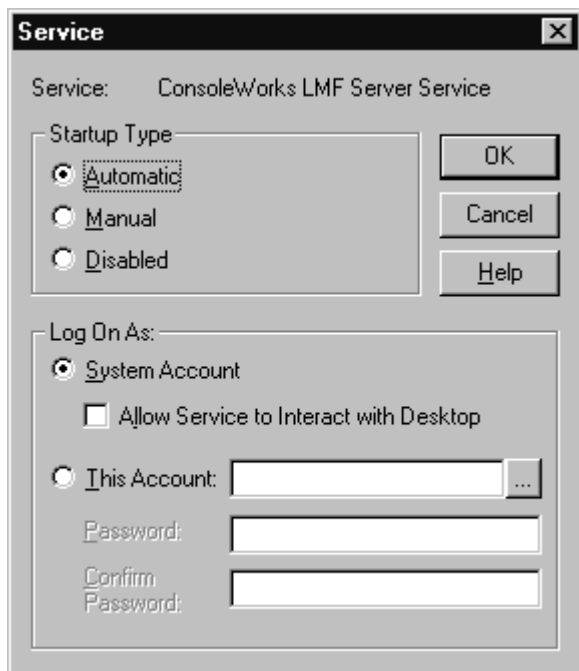 Service
Service: ConsoleWorks LMF Server Service
Startup Type
Automatic
Manual
Disabled
OK
Cancel
Help
Log On As:
System Account
Allow Service to Interact with Desktop
This Account:
...
Password:
Confirm
Password: